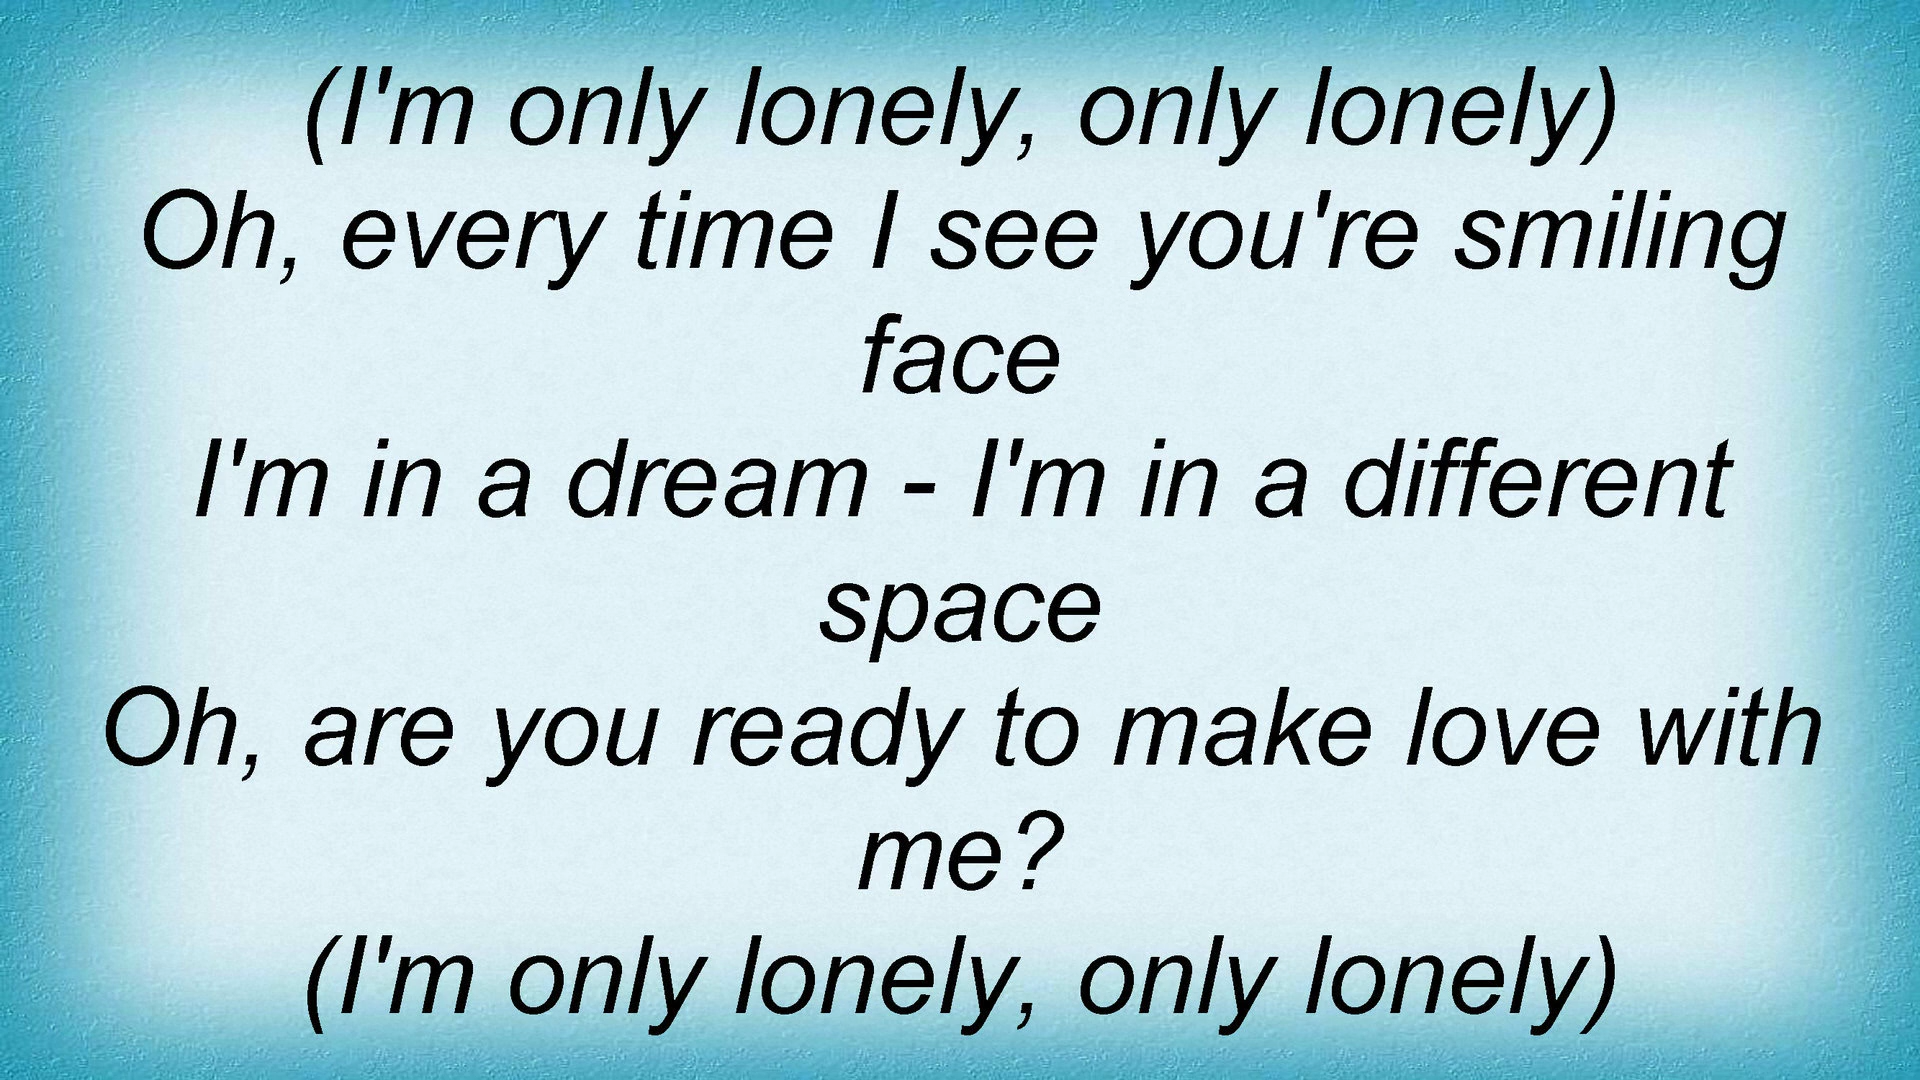 (I'm only lonely, only lonely)
Oh, every time I see you're smiling
face
I'm in a dream - I'm in a different
space
Oh, are you ready to make love with
me?
(I'm only lonely, only lonely)